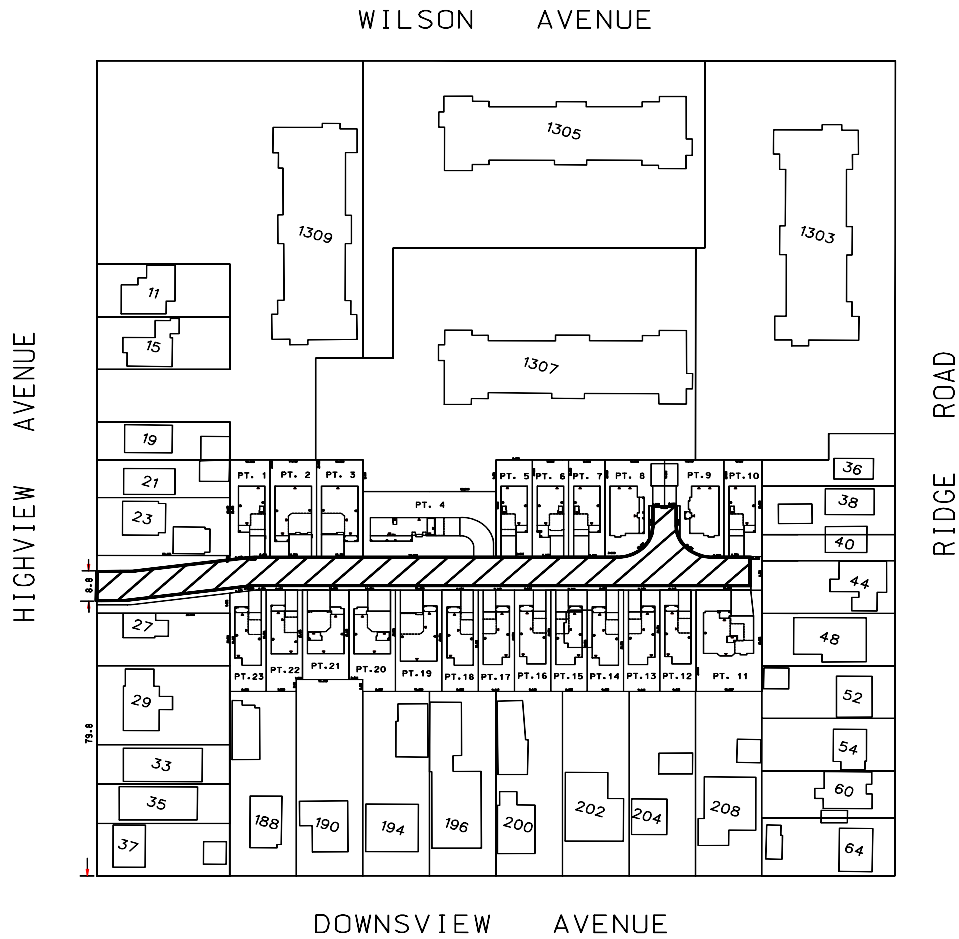 WILSON AVENUE
1305
1309
1303
11
15
1307
HIGHVIEW AVENUE
RIDGE ROAD
19
21
23
36
38
40
PT. 1 PT. 2 PT. 3
PT. 4
PT. 5 PT. 6 PT. 7 PT. 8 PT.9 PT.10
8.8
44
27
48
PT.23 PT.22 PT.21 PT.20 PT.19 PT.18 PT.17 PT.16 PT.15 PT.14 PT.13 PT.12 PT. 11
29
52
79.8
54
33
60
35
188 190 194 196 200 202 204 208
37
64
DOWNSVIEW AVENUE